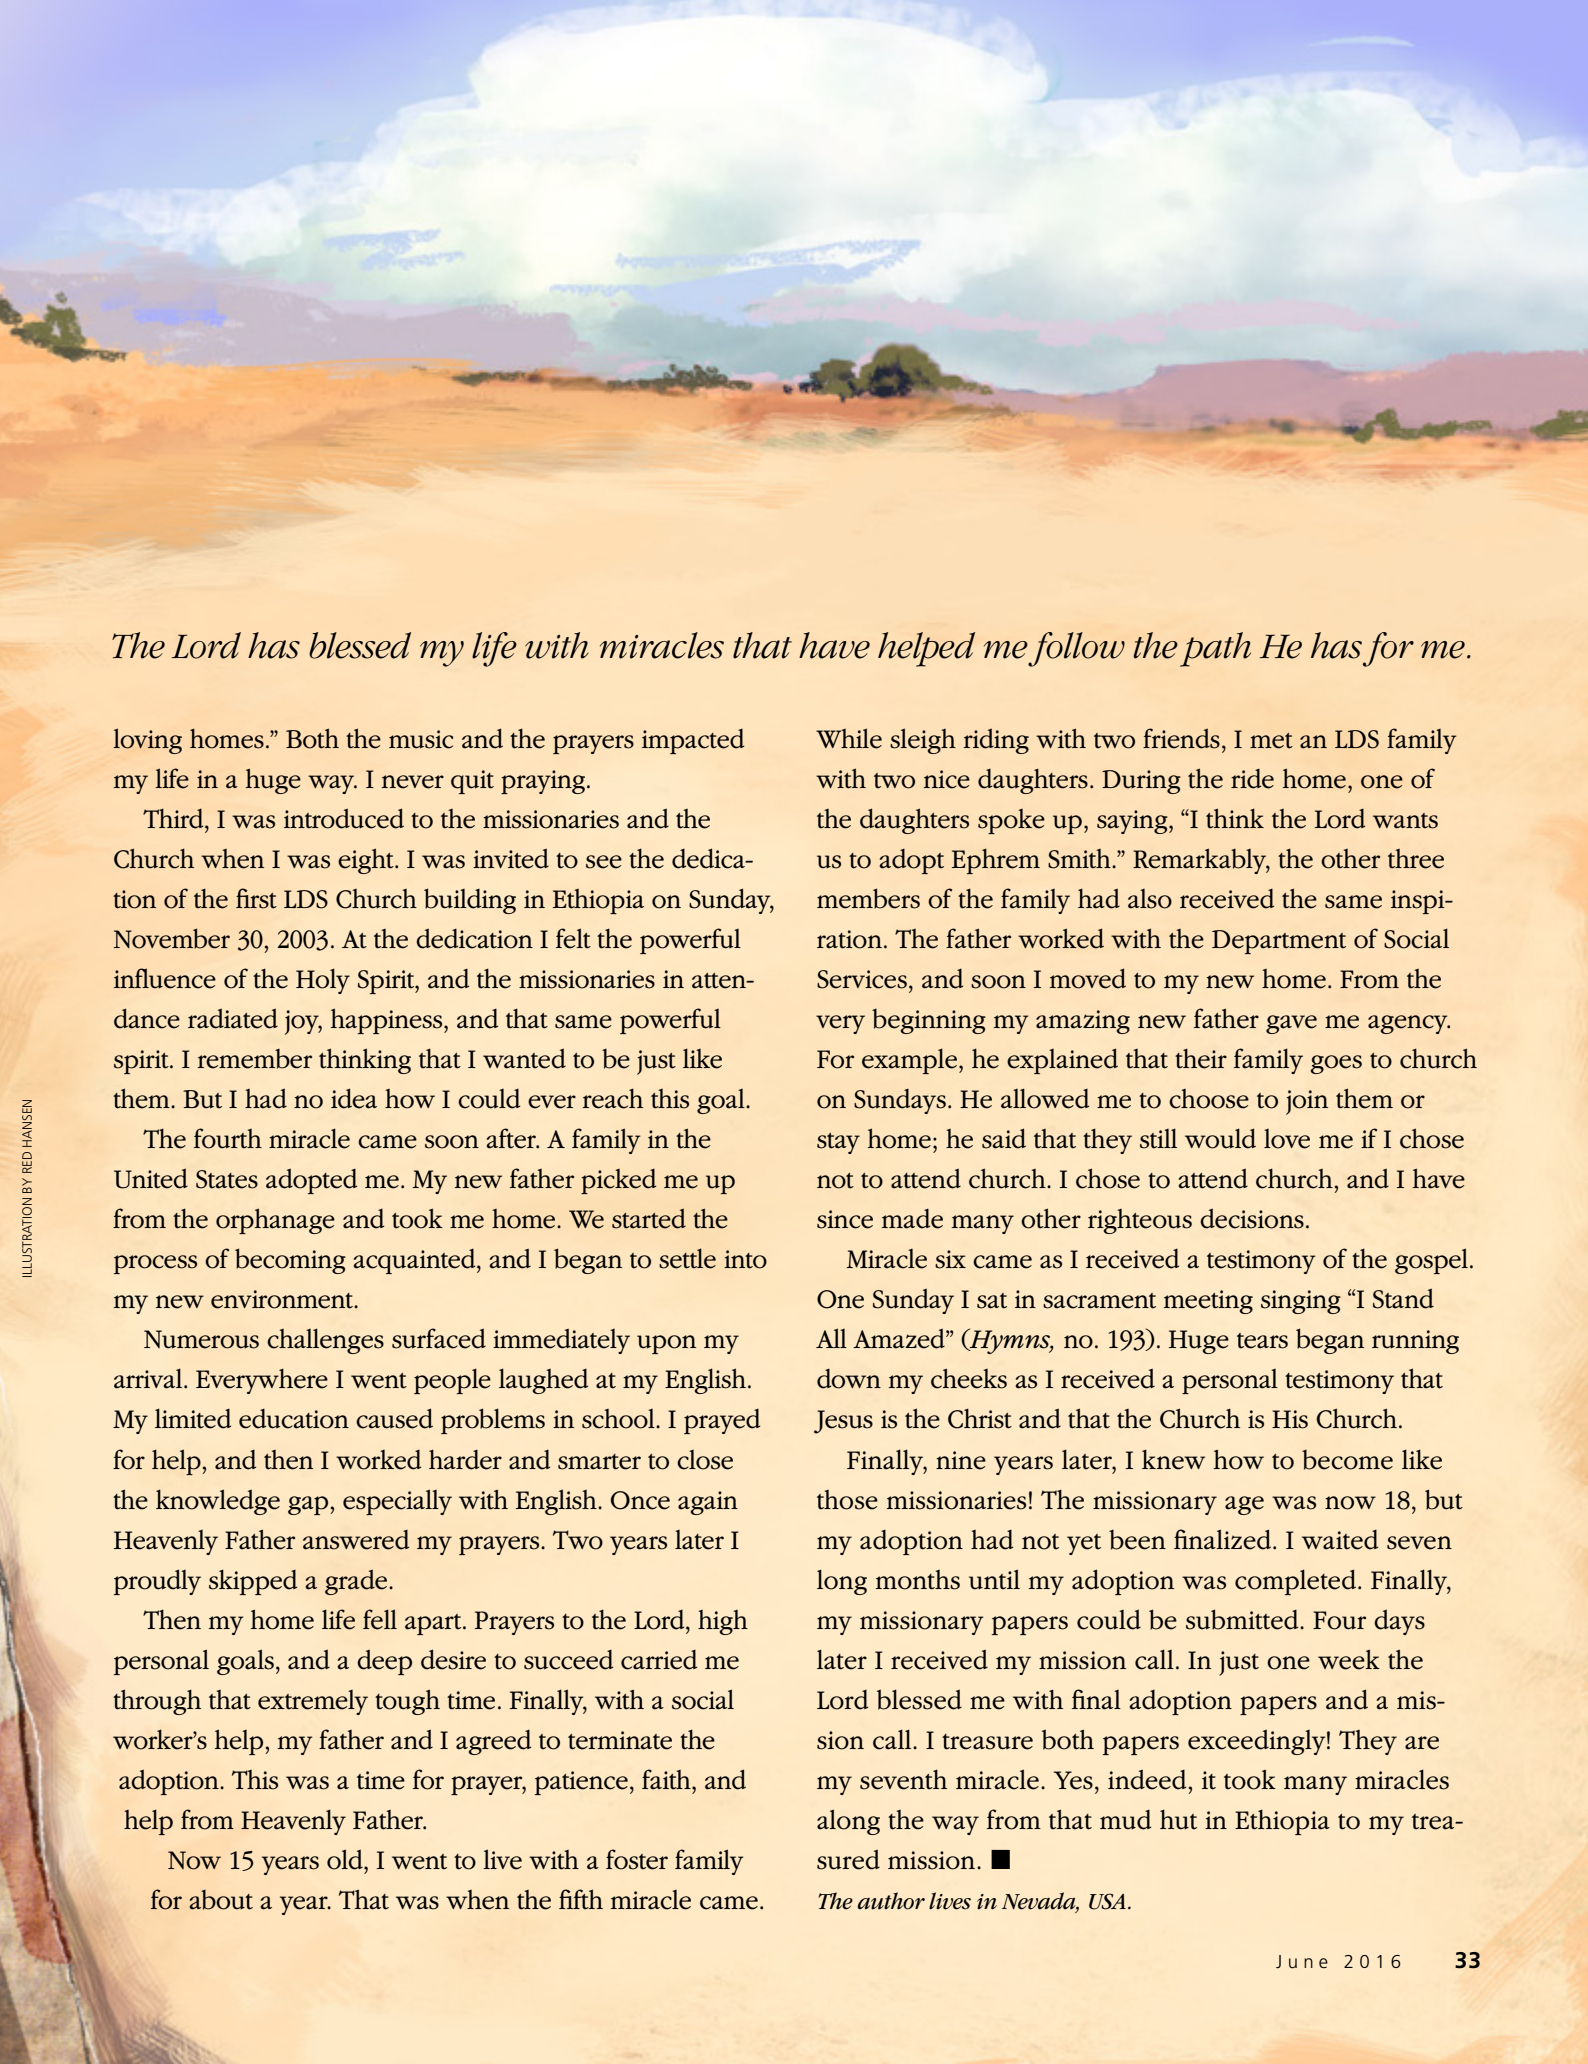 The Lord has blessed my life with miracles that have helped me follow the path He has for me.
loving homes.” Both the music and the prayers impacted
my life in a huge way. I never quit praying.
Third, I was introduced to the missionaries and the
Church when I was eight. I was invited to see the dedica-
tion of the first LDS Church building in Ethiopia on Sunday,
November 30, 2003. At the dedication I felt the powerful
influence of the Holy Spirit, and the missionaries in atten-
dance radiated joy, happiness, and that same powerful
spirit. I remember thinking that I wanted to be just like
them. But I had no idea how I could ever reach this goal.
The fourth miracle came soon after. A family in the
United States adopted me. My new father picked me up
from the orphanage and took me home. We started the
process of becoming acquainted, and I began to settle into
my new environment.
Numerous challenges surfaced immediately upon my
arrival. Everywhere I went people laughed at my English.
My limited education caused problems in school. I prayed
for help, and then I worked harder and smarter to close
the knowledge gap, especially with English. Once again
Heavenly Father answered my prayers. Two years later I
proudly skipped a grade.
Then my home life fell apart. Prayers to the Lord, high
personal goals, and a deep desire to succeed carried me
through that extremely tough time. Finally, with a social
worker’s help, my father and I agreed to terminate the
adoption. This was a time for prayer, patience, faith, and
help from Heavenly Father.
Now 15 years old, I went to live with a foster family
for about a year. That was when the fifth miracle came.
While sleigh riding with two friends, I met an LDS family
with two nice daughters. During the ride home, one of
the daughters spoke up, saying, “I think the Lord wants
us to adopt Ephrem Smith.” Remarkably, the other three
members of the family had also received the same inspi-
ration. The father worked with the Department of Social
Services, and soon I moved to my new home. From the
very beginning my amazing new father gave me agency.
For example, he explained that their family goes to church
on Sundays. He allowed me to choose to join them or
stay home; he said that they still would love me if I chose
not to attend church. I chose to attend church, and I have
since made many other righteous decisions.
Miracle six came as I received a testimony of the gospel.
One Sunday I sat in sacrament meeting singing “I Stand
All Amazed” (Hymns, no. 193). Huge tears began running
down my cheeks as I received a personal testimony that
Jesus is the Christ and that the Church is His Church.
Finally, nine years later, I knew how to become like
those missionaries! The missionary age was now 18, but
my adoption had not yet been finalized. I waited seven
long months until my adoption was completed. Finally,
my missionary papers could be submitted. Four days
later I received my mission call. In just one week the
Lord blessed me with final adoption papers and a mis-
sion call. I treasure both papers exceedingly! They are
my seventh miracle. Yes, indeed, it took many miracles
along the way from that mud hut in Ethiopia to my trea-
sured mission. ■
The author lives in Nevada, USA.
ILLUSTRATION BY RED HANSEN
June 2016 33